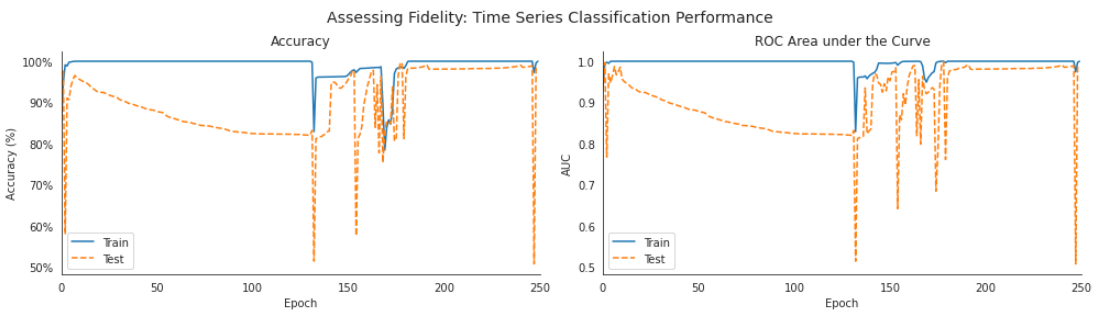 Assessing Fidelity: Time Series Classification Performance
Accuracy
100%
90%
80%
70%
60%
50%
Accuracy (%)
Train
Test
0 50 100 150 200 250
Epoch
ROC Area under the Curve
1.0
0.9
0.8
0.7
0.6
0.5
AUC
Train
Test
0 50 100 150 200 250
Epoch